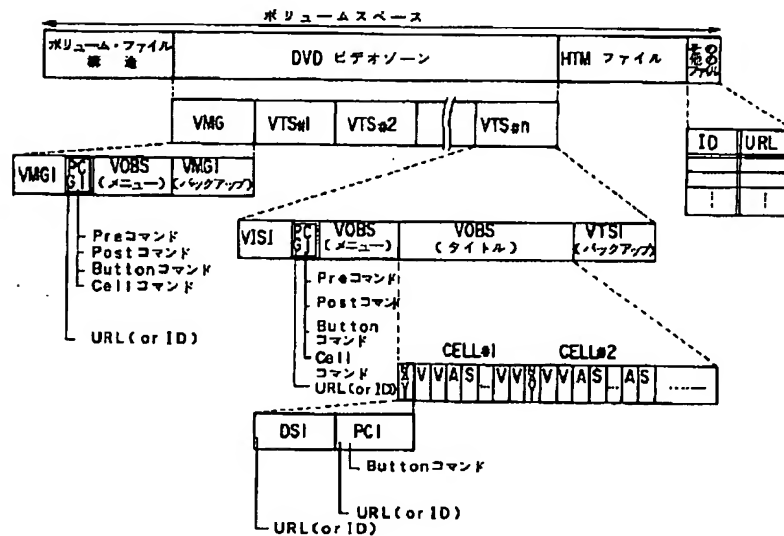 ボリュームスペース
ボリューム・ファイル
構造
DVD ビデオゾーン
HTM ファイル
その他のファイル
VMG
VTS#1
VTS#2
VTS#n
ID
URL
VMGI
PC
GI
VOBS
(メニュー)
VMGI
(バックアップ)
Preコマンド
Postコマンド
Buttonコマンド
Cellコマンド
URL(or ID)
VISI
PC
GI
VOBS
(メニュー)
VOBS
(タイトル)
VTSI
(バックアップ)
Preコマンド
Postコマンド
Button
コマンド
Cell
コマンド
URL(or ID)
CELL#1
CELL#2
V V A S … V V
V V A S … A S ……
DSI
PCI
Buttonコマンド
URL(or ID)
URL(or ID)